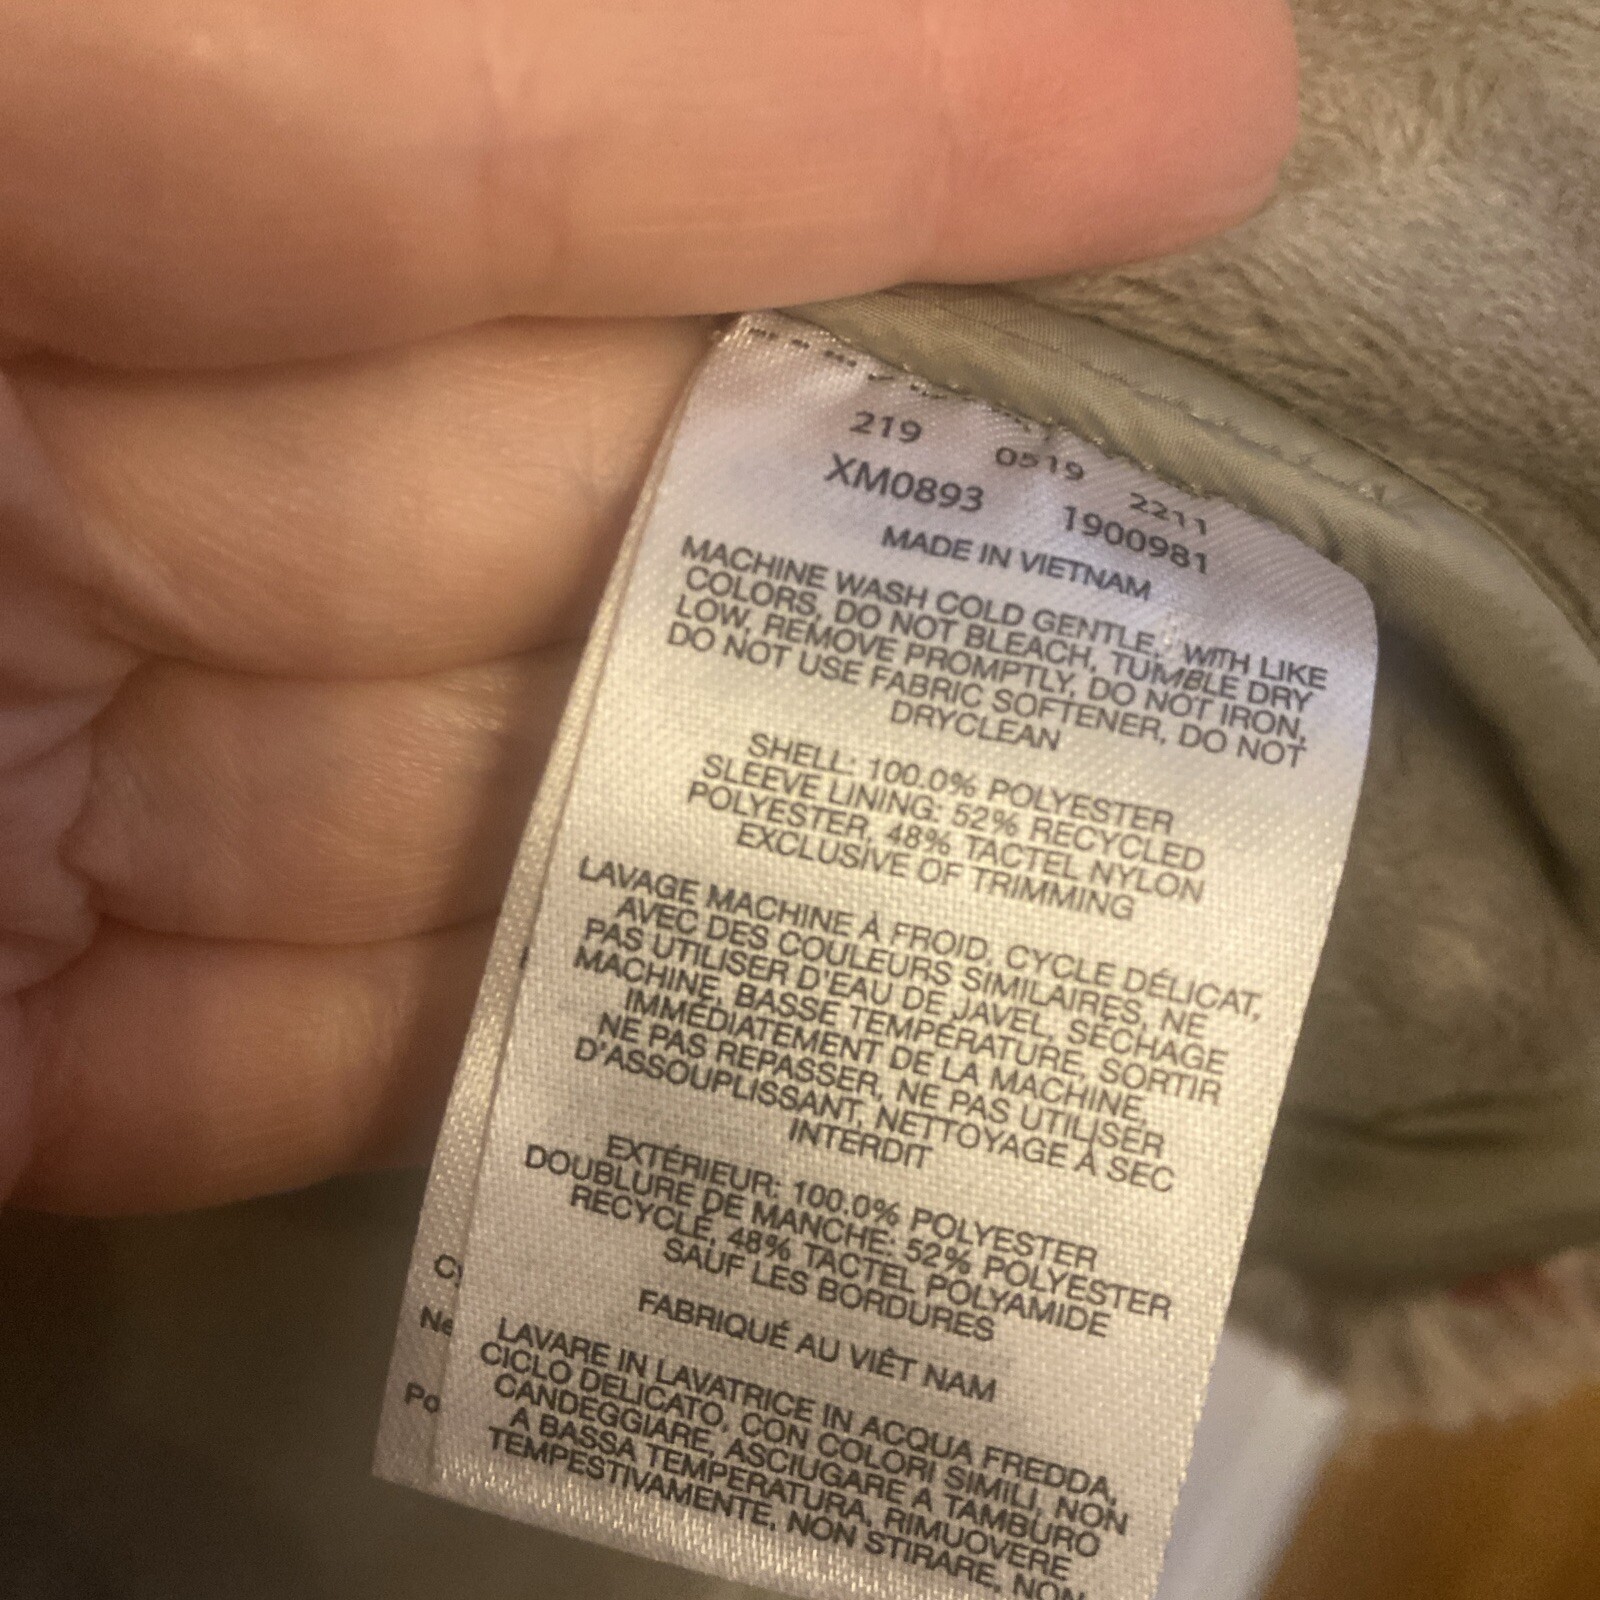 219 0519 2211
XM0893 1900981
MADE IN VIETNAM
MACHINE WASH COLD GENTLE, WITH LIKE
COLORS, DO NOT BLEACH, TUMBLE DRY
LOW, REMOVE PROMPTLY, DO NOT IRON,
DO NOT USE FABRIC SOFTENER, DO NOT
DRYCLEAN
SHELL: 100.0% POLYESTER
SLEEVE LINING: 52% RECYCLED
POLYESTER, 48% TACTEL NYLON
EXCLUSIVE OF TRIMMING
LAVAGE MACHINE À FROID, CYCLE DÉLICAT,
AVEC DES COULEURS SIMILAIRES, NE
PAS UTILISER D'EAU DE JAVEL, SÉCHAGE
MACHINE, BASSE TEMPÉRATURE, SORTIR
IMMÉDIATEMENT DE LA MACHINE,
NE PAS REPASSER, NE PAS UTILISER
D'ASSOUPLISSANT, NETTOYAGE À SEC
INTERDIT
EXTÉRIEUR: 100.0% POLYESTER
DOUBLURE DE MANCHE: 52% POLYESTER
RECYCLÉ, 48% TACTEL POLYAMIDE
SAUF LES BORDURES
FABRIQUÉ AU VIÊT NAM
LAVARE IN LAVATRICE IN ACQUA FREDDA,
CICLO DELICATO, CON COLORI SIMILI, NON
CANDEGGIARE, ASCIUGARE A TAMBURO
A BASSA TEMPERATURA, RIMUOVERE
TEMPESTIVAMENTE, NON STIRARE, NON
Ne
Po